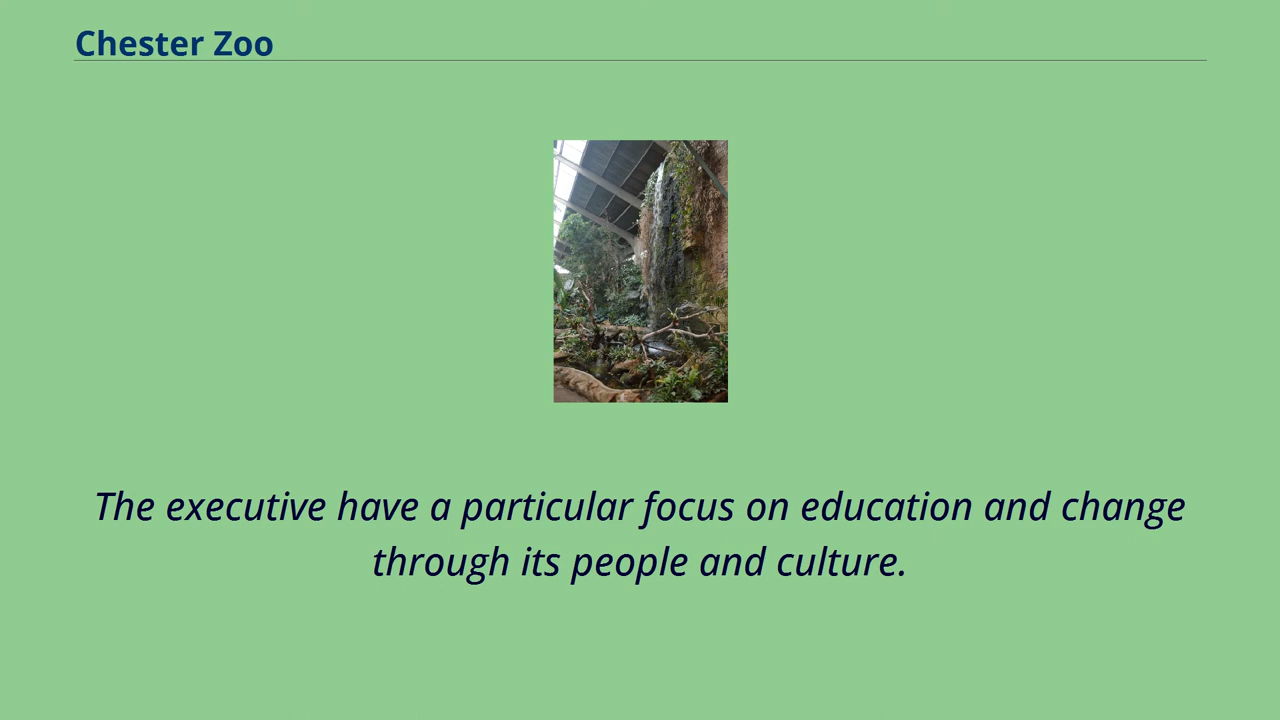 Chester Zoo
The executive have a particular focus on education and change
through its people and culture.